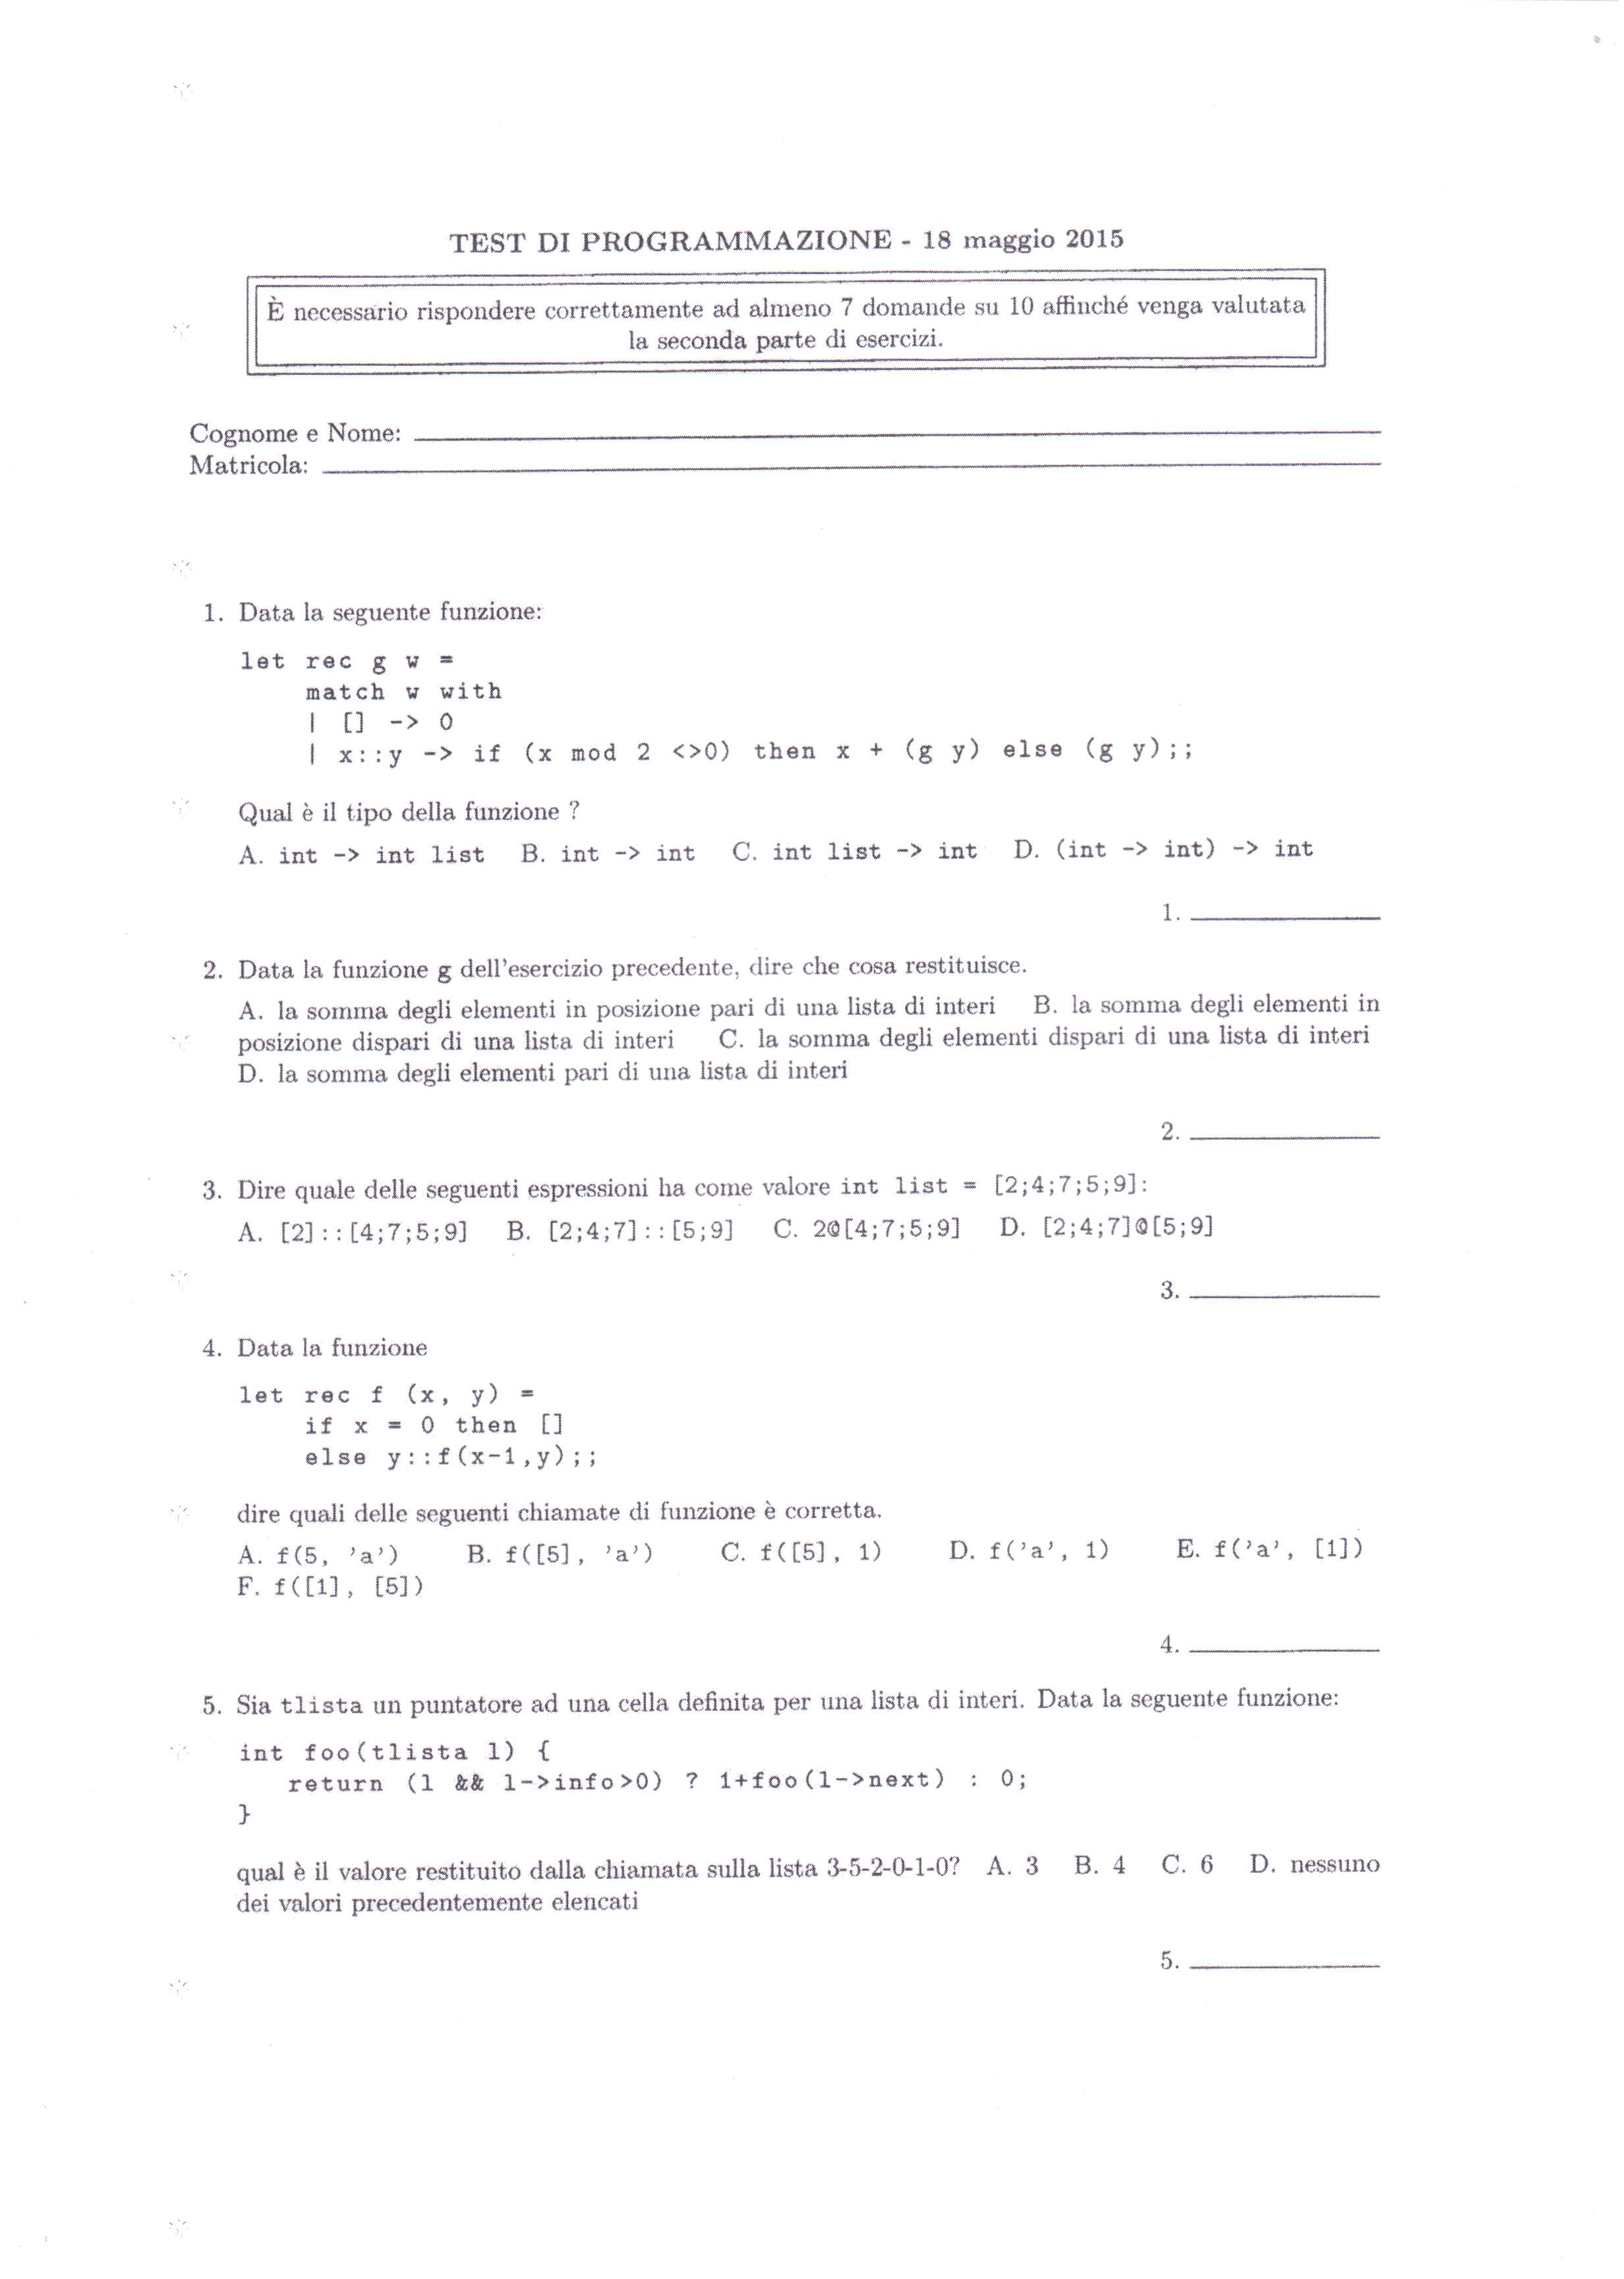 TEST DI PROGRAMMAZIONE - 18 maggio 2015
È necessario rispondere correttamente ad almeno 7 domande su 10 affinché venga valutata
la seconda parte di esercizi.
Cognome e Nome:
Matricola:
1. Data la seguente funzione:
let rec g w =
match w with
| [] -> 0
| x::y -> if (x mod 2 <>0) then x + (g y) else (g y);;
Qual è il tipo della funzione ?
A. int -> int list B. int -> int C. int list -> int D. (int -> int) -> int
1.
2. Data la funzione g dell'esercizio precedente, dire che cosa restituisce.
A. la somma degli elementi in posizione pari di una lista di interi B. la somma degli elementi in
posizione dispari di una lista di interi C. la somma degli elementi dispari di una lista di interi
D. la somma degli elementi pari di una lista di interi
2.
3. Dire quale delle seguenti espressioni ha come valore int list = [2;4;7;5;9]:
A. [2]::[4;7;5;9] B. [2;4;7]::[5;9] C. 2@[4;7;5;9] D. [2;4;7]@[5;9]
3.
4. Data la funzione
let rec f (x, y) =
if x = 0 then []
else y::f(x-1,y);;
dire quali delle seguenti chiamate di funzione è corretta.
A. f(5, 'a') B. f([5], 'a') C. f([5], 1) D. f('a', 1) E. f('a', [1])
F. f([1], [5])
4.
5. Sia tlista un puntatore ad una cella definita per una lista di interi. Data la seguente funzione:
int foo(tlista l) {
return (l && l->info>0) ? 1+foo(l->next) : 0;
}
qual è il valore restituito dalla chiamata sulla lista 3-5-2-0-1-0? A. 3 B. 4 C. 6 D. nessuno
dei valori precedentemente elencati
5.